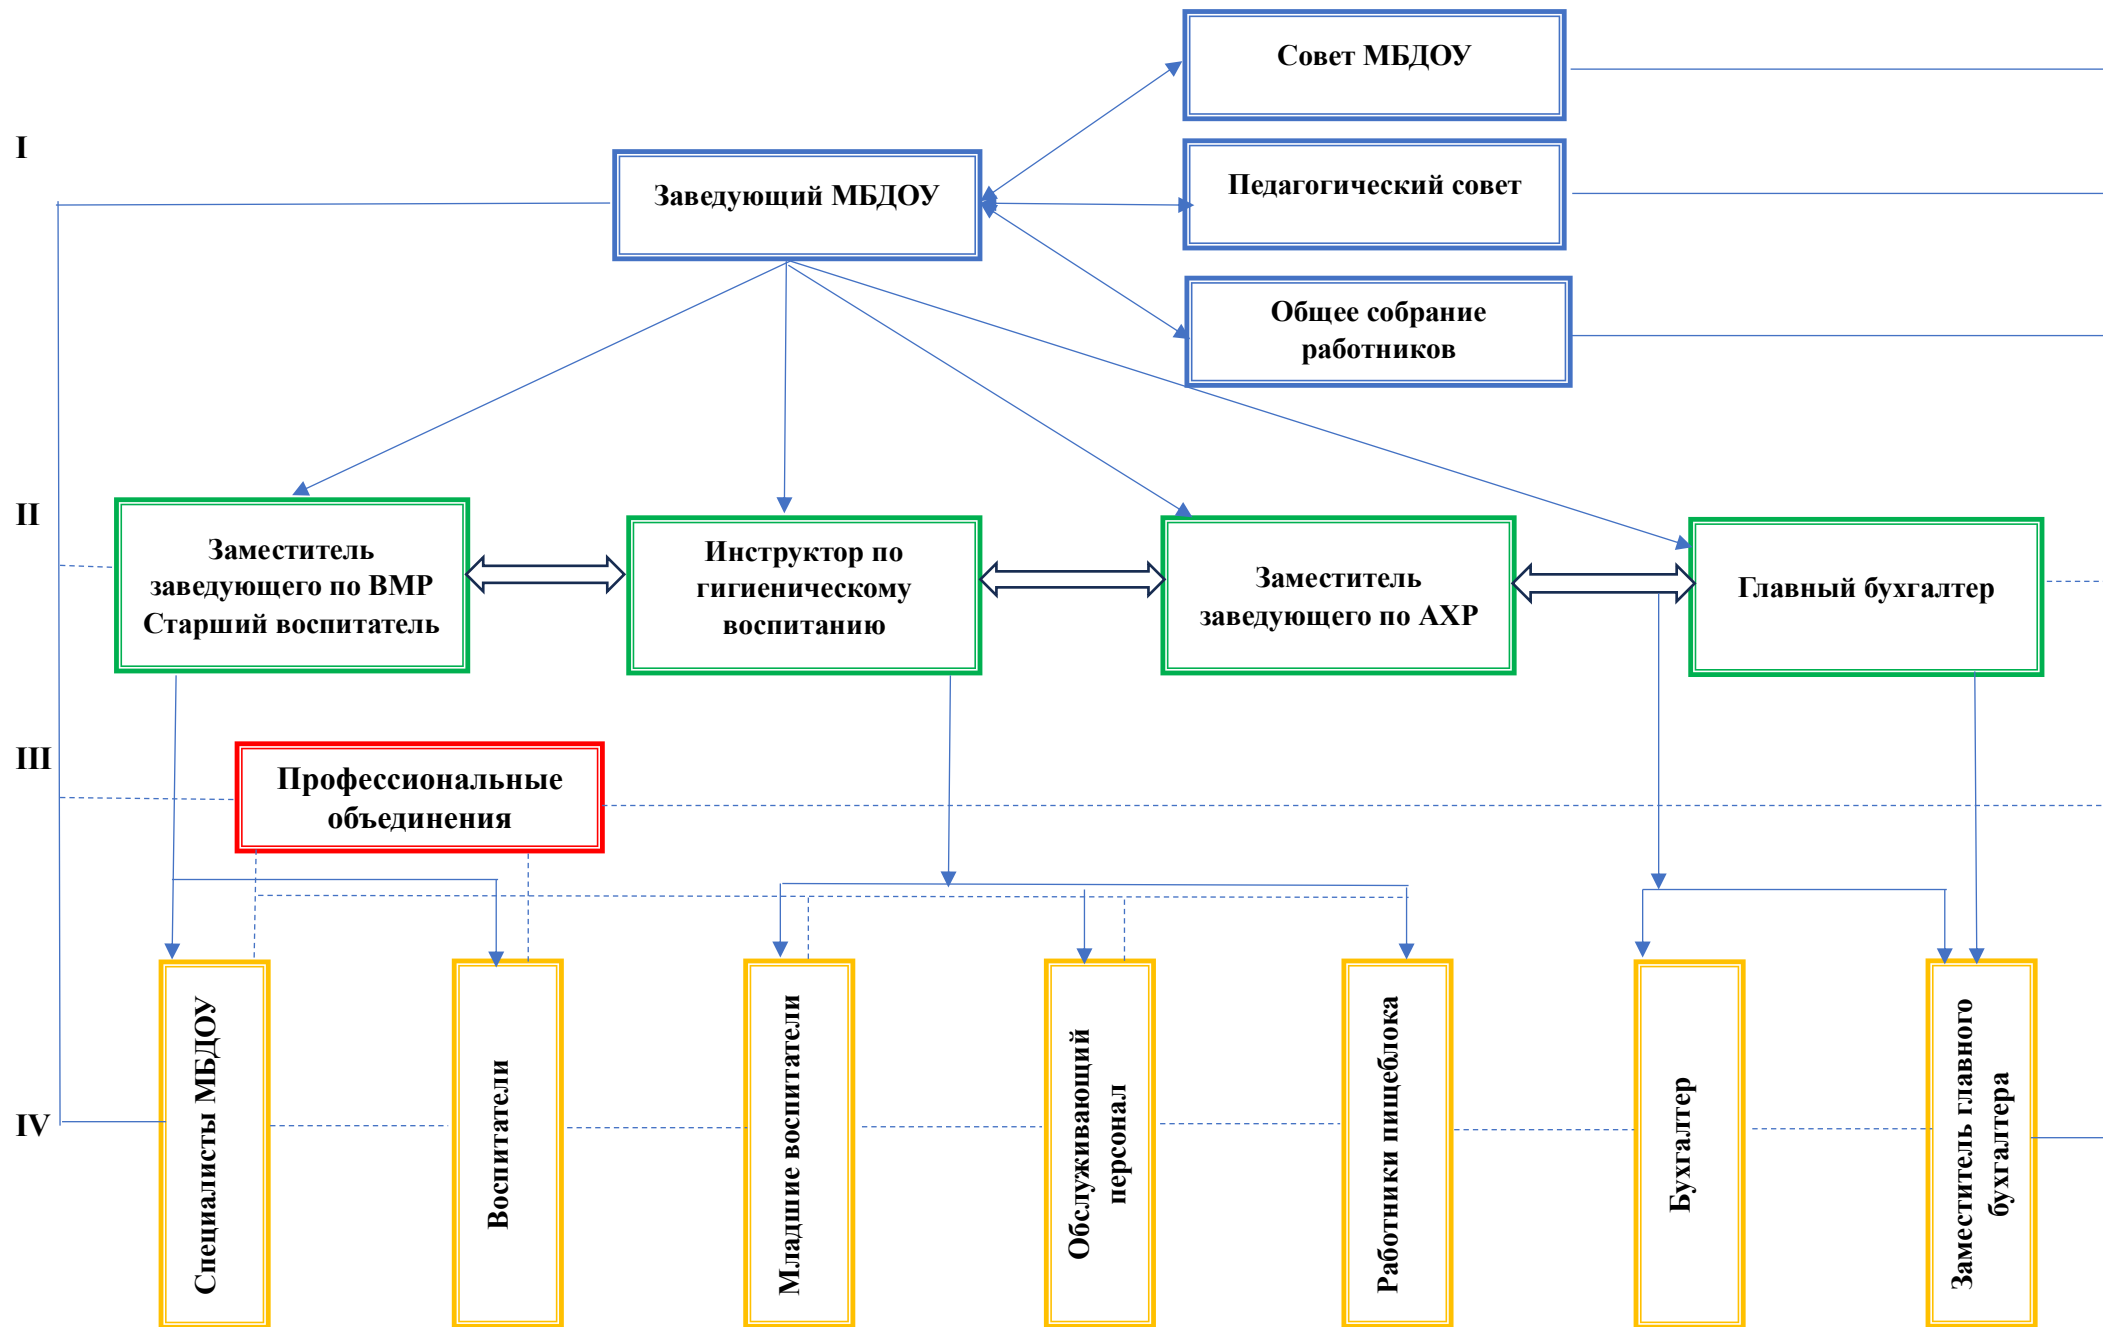 Совет МБДОУ
I
Заведующий МБДОУ
Педагогический совет
Общее собрание
работников
II
Заместитель
заведующего по ВМР
Старший воспитатель
Инструктор по
гигиеническому
воспитанию
Заместитель
заведующего по АХР
Главный бухгалтер
III
Профессиональные
объединения
IV
Специалисты МБДОУ
Воспитатели
Младшие воспитатели
Обслуживающий
персонал
Работники пищеблока
Бухгалтер
Заместитель главного
бухгалтера